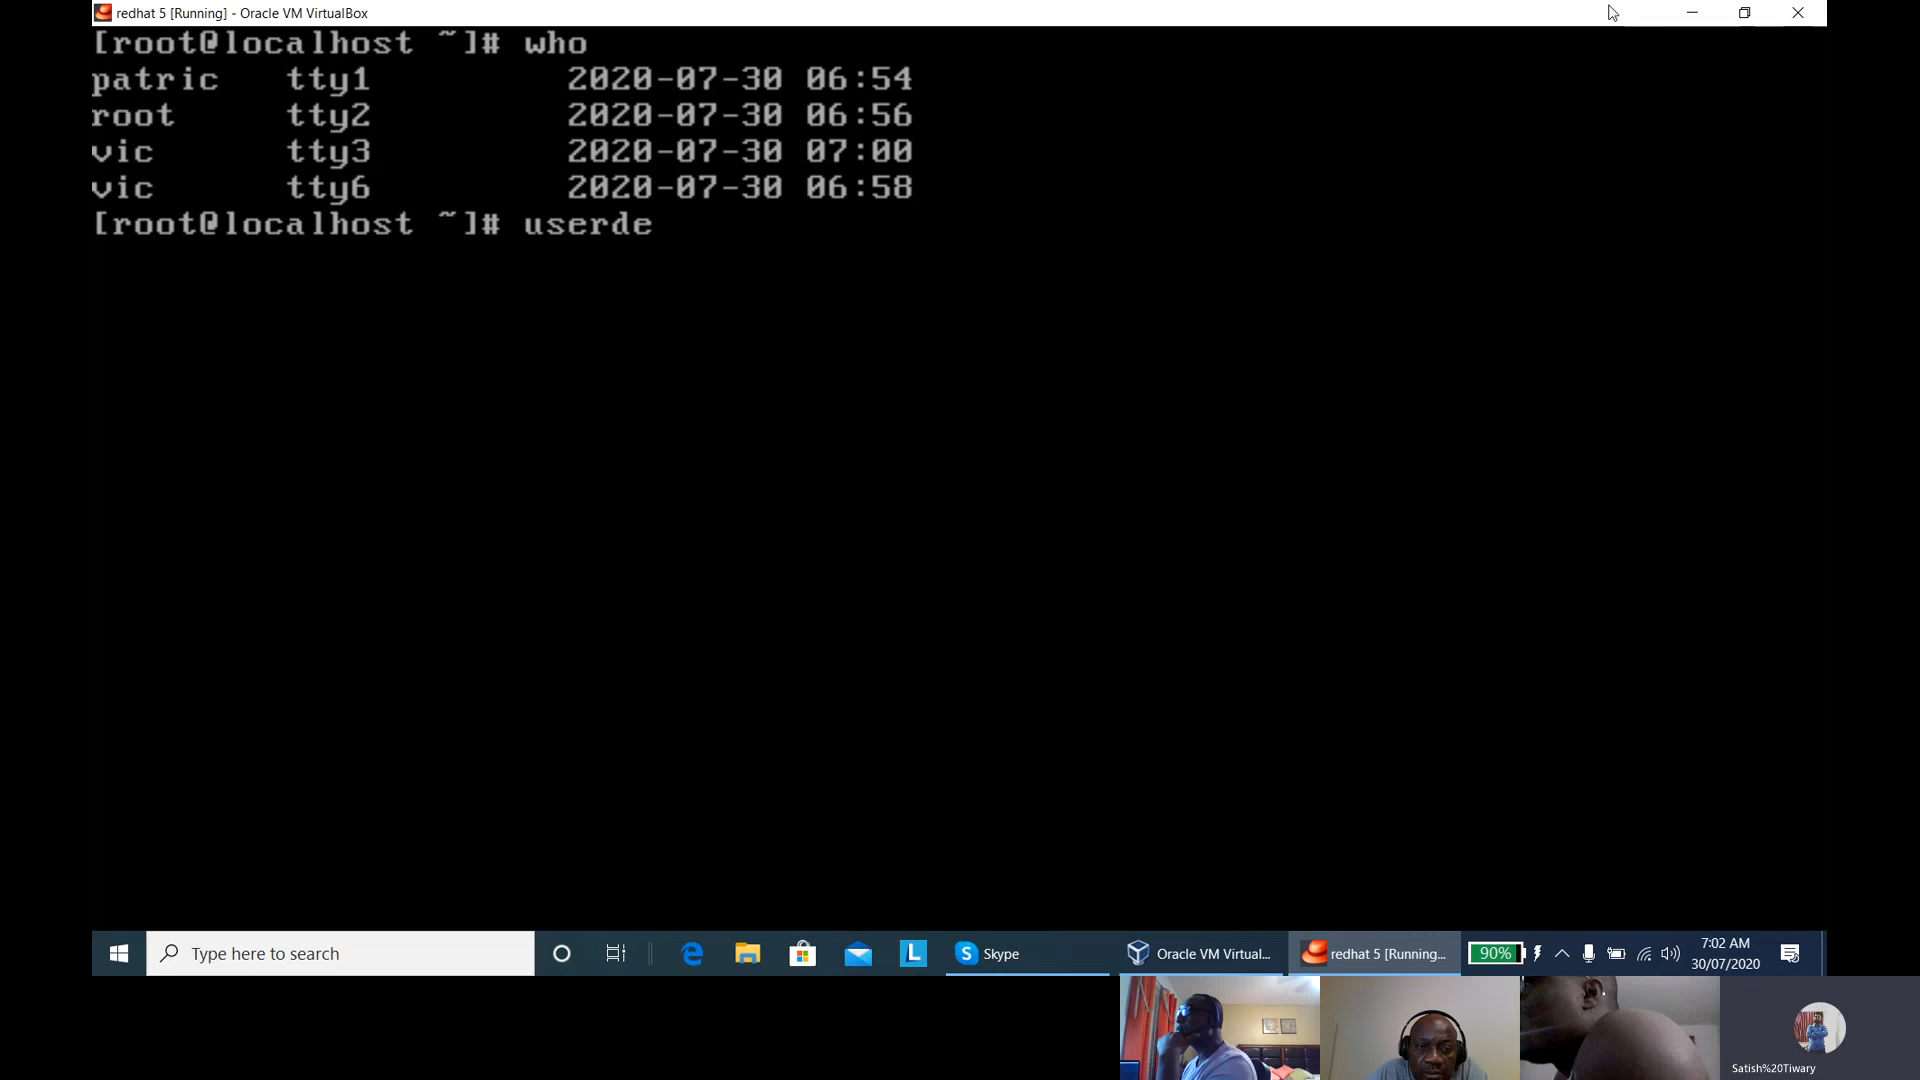 redhat 5 [Running] - Oracle VM VirtualBox
[root@localhost ~]# who
patric tty1 2020-07-30 06:54
root tty2 2020-07-30 06:56
vic tty3 2020-07-30 07:00
vic tty6 2020-07-30 06:58
[root@localhost ~]# userde
Type here to search
L
S
Skype
Oracle VM Virtual...
redhat 5 [Running...
90%
7:02 AM
30/07/2020
Satish%20Tiwary